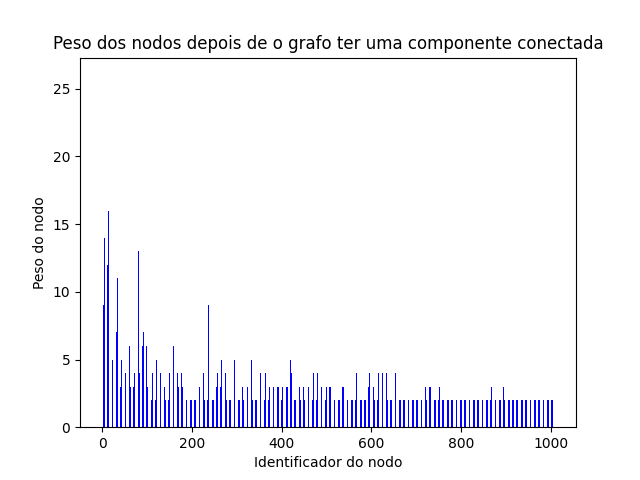 Peso dos nodos depois de o grafo ter uma componente conectada
25
20
15
10
5
0
Peso do nodo
0 200 400 600 800 1000
Identificador do nodo